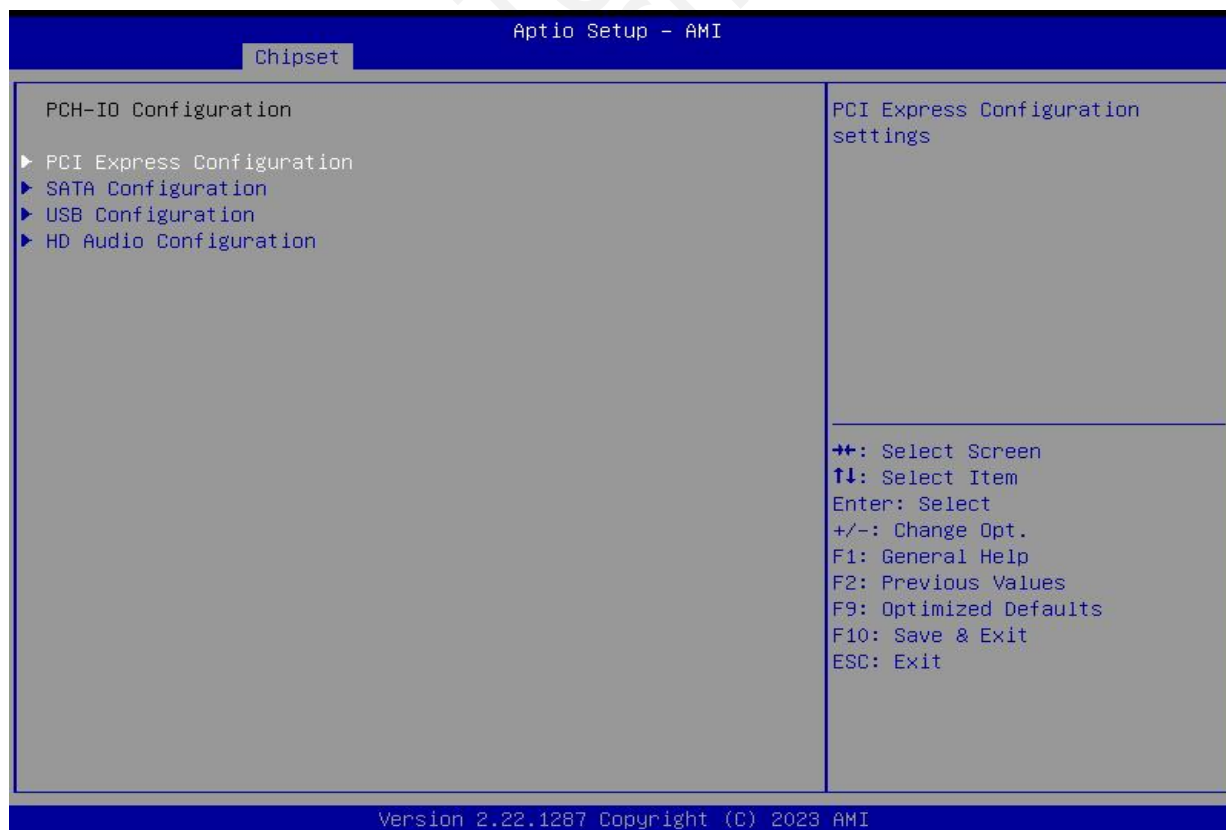 Aptio Setup – AMI
Chipset
PCH-IO Configuration
▶ PCI Express Configuration
▶ SATA Configuration
▶ USB Configuration
▶ HD Audio Configuration
PCI Express Configuration
settings
→←: Select Screen
↑↓: Select Item
Enter: Select
+/-: Change Opt.
F1: General Help
F2: Previous Values
F9: Optimized Defaults
F10: Save & Exit
ESC: Exit
Version 2.22.1287 Copyright (C) 2023 AMI